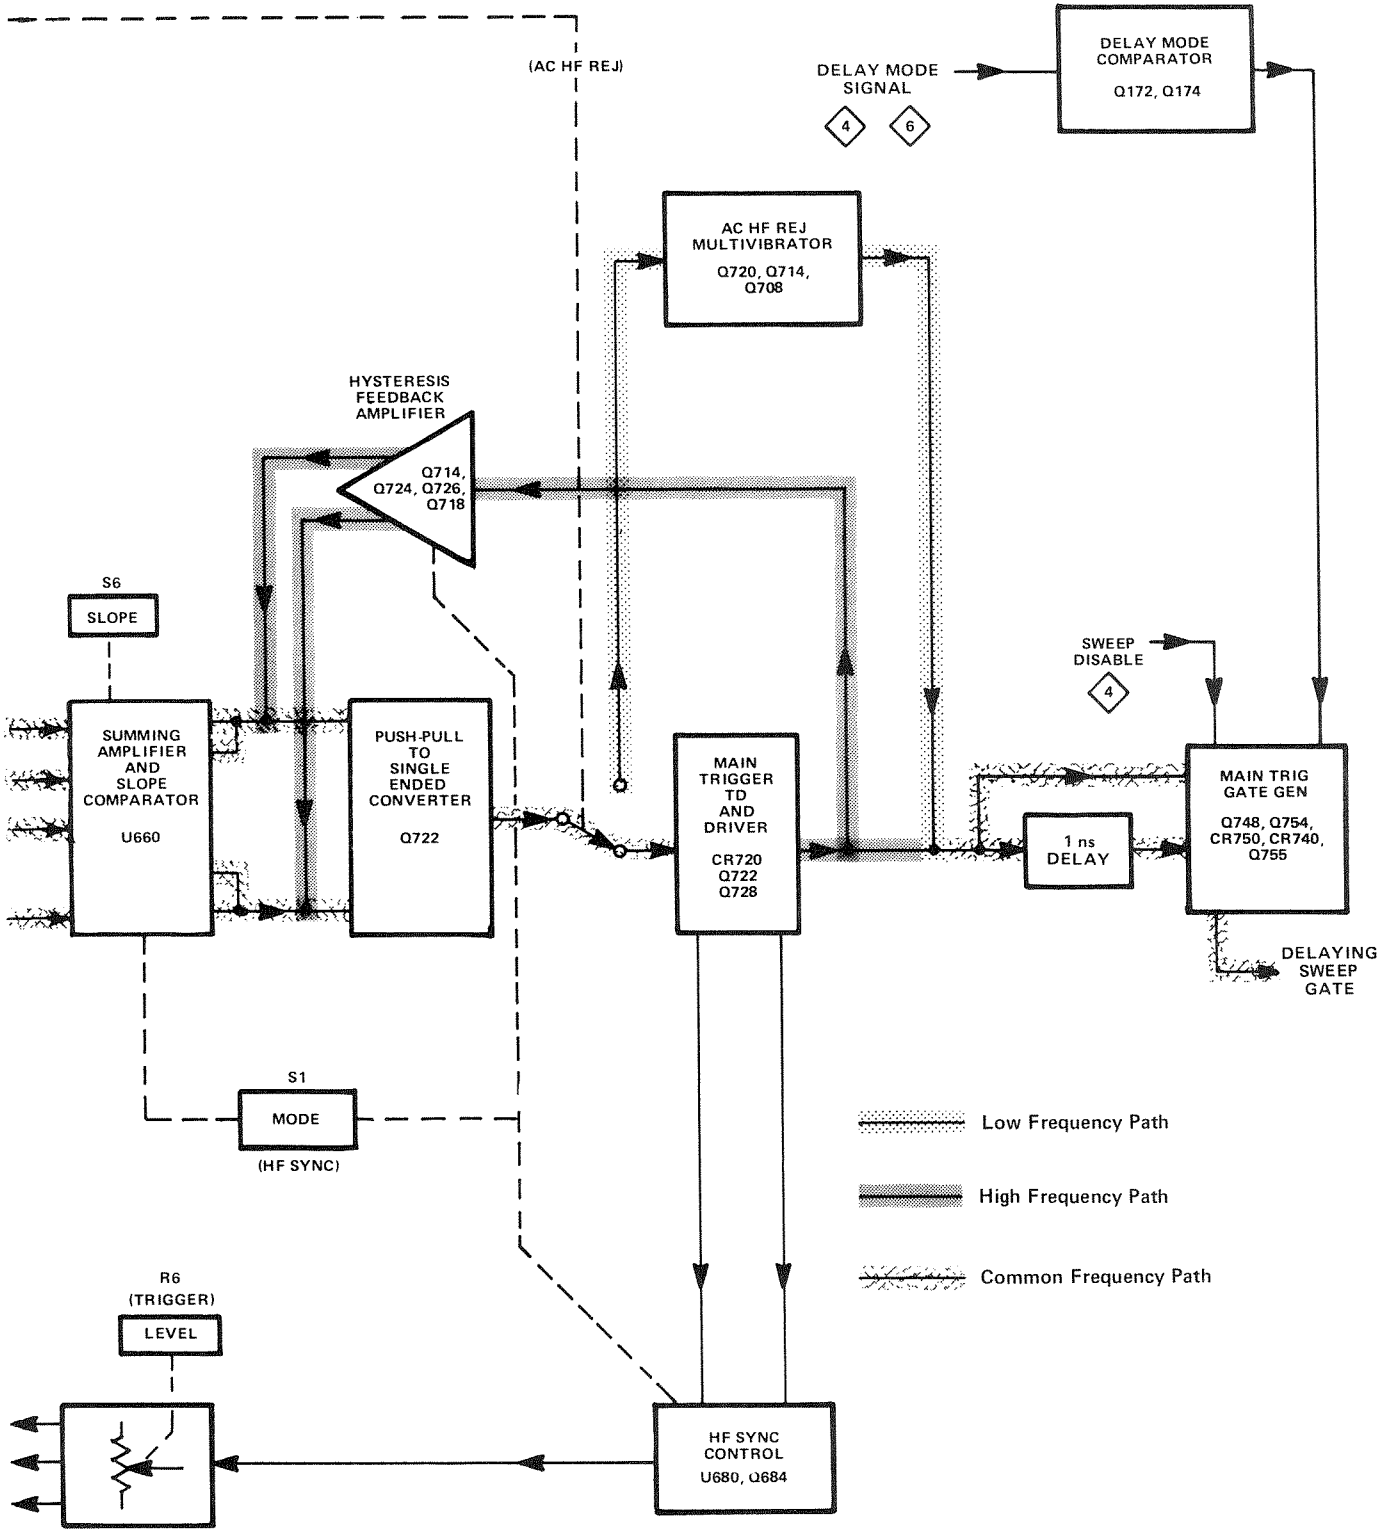 (AC HF REJ)
DELAY MODE
SIGNAL
4
6
DELAY MODE
COMPARATOR
Q172, Q174
AC HF REJ
MULTIVIBRATOR
Q720, Q714,
Q708
HYSTERESIS
FEEDBACK
AMPLIFIER
Q714,
Q724, Q726,
Q718
S6
SLOPE
SWEEP
DISABLE
4
SUMMING
AMPLIFIER
AND
SLOPE
COMPARATOR
U660
PUSH-PULL
TO
SINGLE
ENDED
CONVERTER
Q722
MAIN
TRIGGER
TD
AND
DRIVER
CR720
Q722
Q728
1 ns
DELAY
MAIN TRIG
GATE GEN
Q748, Q754,
CR750, CR740,
Q755
DELAYING
SWEEP
GATE
S1
MODE
(HF SYNC)
Low Frequency Path
High Frequency Path
Common Frequency Path
R6
(TRIGGER)
LEVEL
HF SYNC
CONTROL
U680, Q684